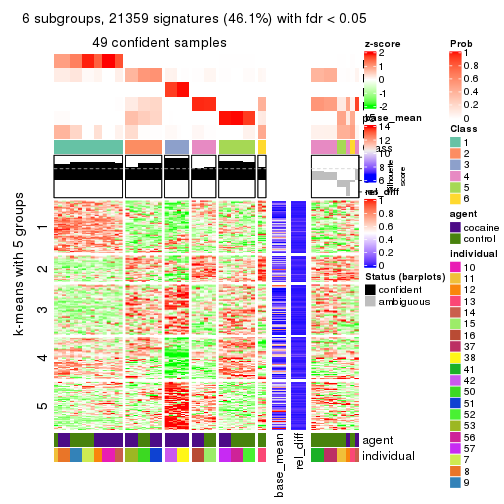 6 subgroups, 21359 signatures (46.1%) with fdr < 0.05
49 confident samples
k-means with 5 groups
1
2
3
4
5
z-score
2
1
0
-1
-2
base_mean
14
12
10
8
6
Silhouette
score
rel_diff
1
0.8
0.6
0.4
0.2
0
Status (barplots)
confident
ambiguous
agent
individual
base_mean
rel_diff
Prob
1
0.8
0.6
0.4
0.2
0
Class
1
2
3
4
5
6
agent
cocaine
control
Individual
10
11
12
13
14
15
16
37
38
41
42
50
51
52
53
56
57
7
8
9